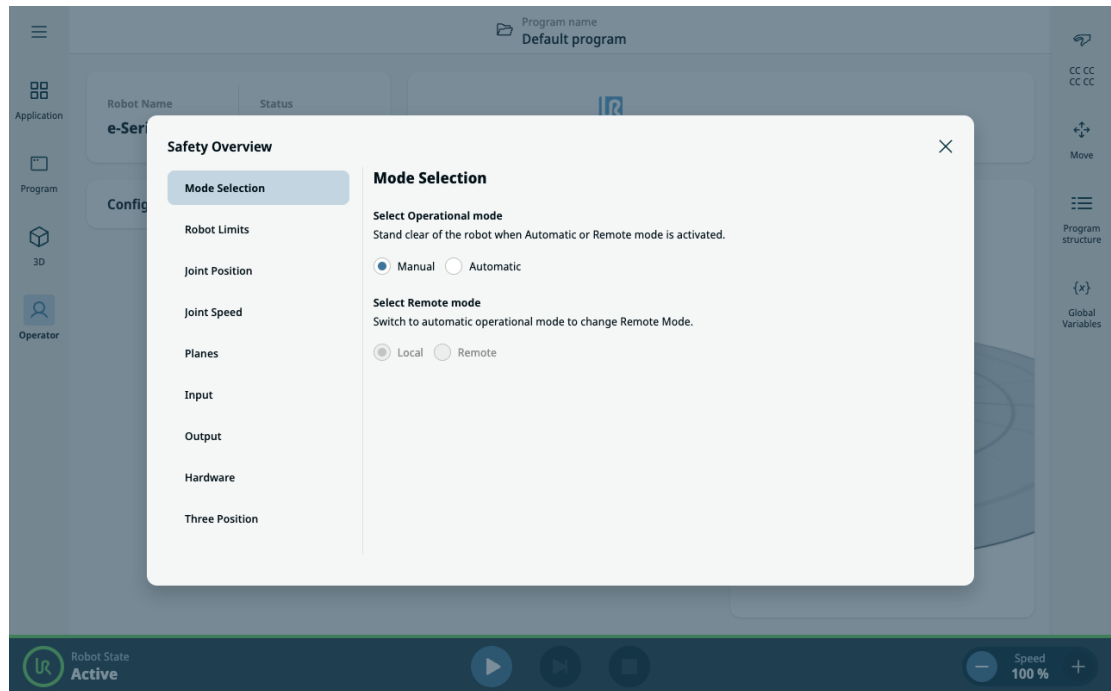 Program name
Default program
Application
Program
3D
Operator
Robot Name
e-Seri
Status
Config
Safety Overview
Mode Selection
Robot Limits
Joint Position
Joint Speed
Planes
Input
Output
Hardware
Three Position
Mode Selection
Select Operational mode
Stand clear of the robot when Automatic or Remote mode is activated.
Manual Automatic
Select Remote mode
Switch to automatic operational mode to change Remote Mode.
Local Remote
CC CC
CC CC
Move
Program
structure
{x}
Global
Variables
UR
Robot State
Active
Speed
100 %